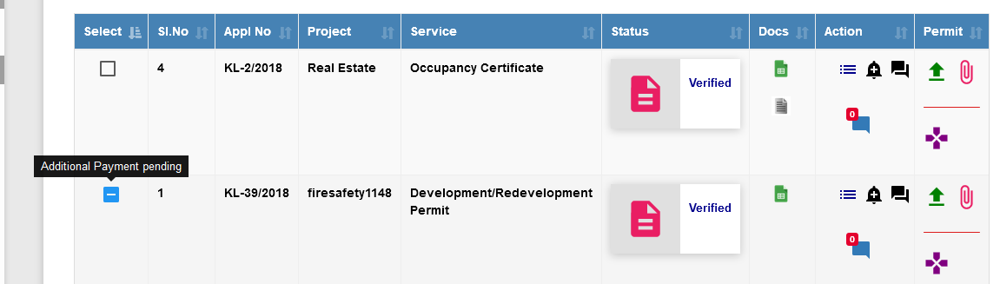 Select Sl.No Appl No Project Service Status Docs Action Permit
4 KL-2/2018 Real Estate Occupancy Certificate Verified
0
Additional Payment pending
1 KL-39/2018 firesafety1148 Development/Redevelopment
Permit Verified
0